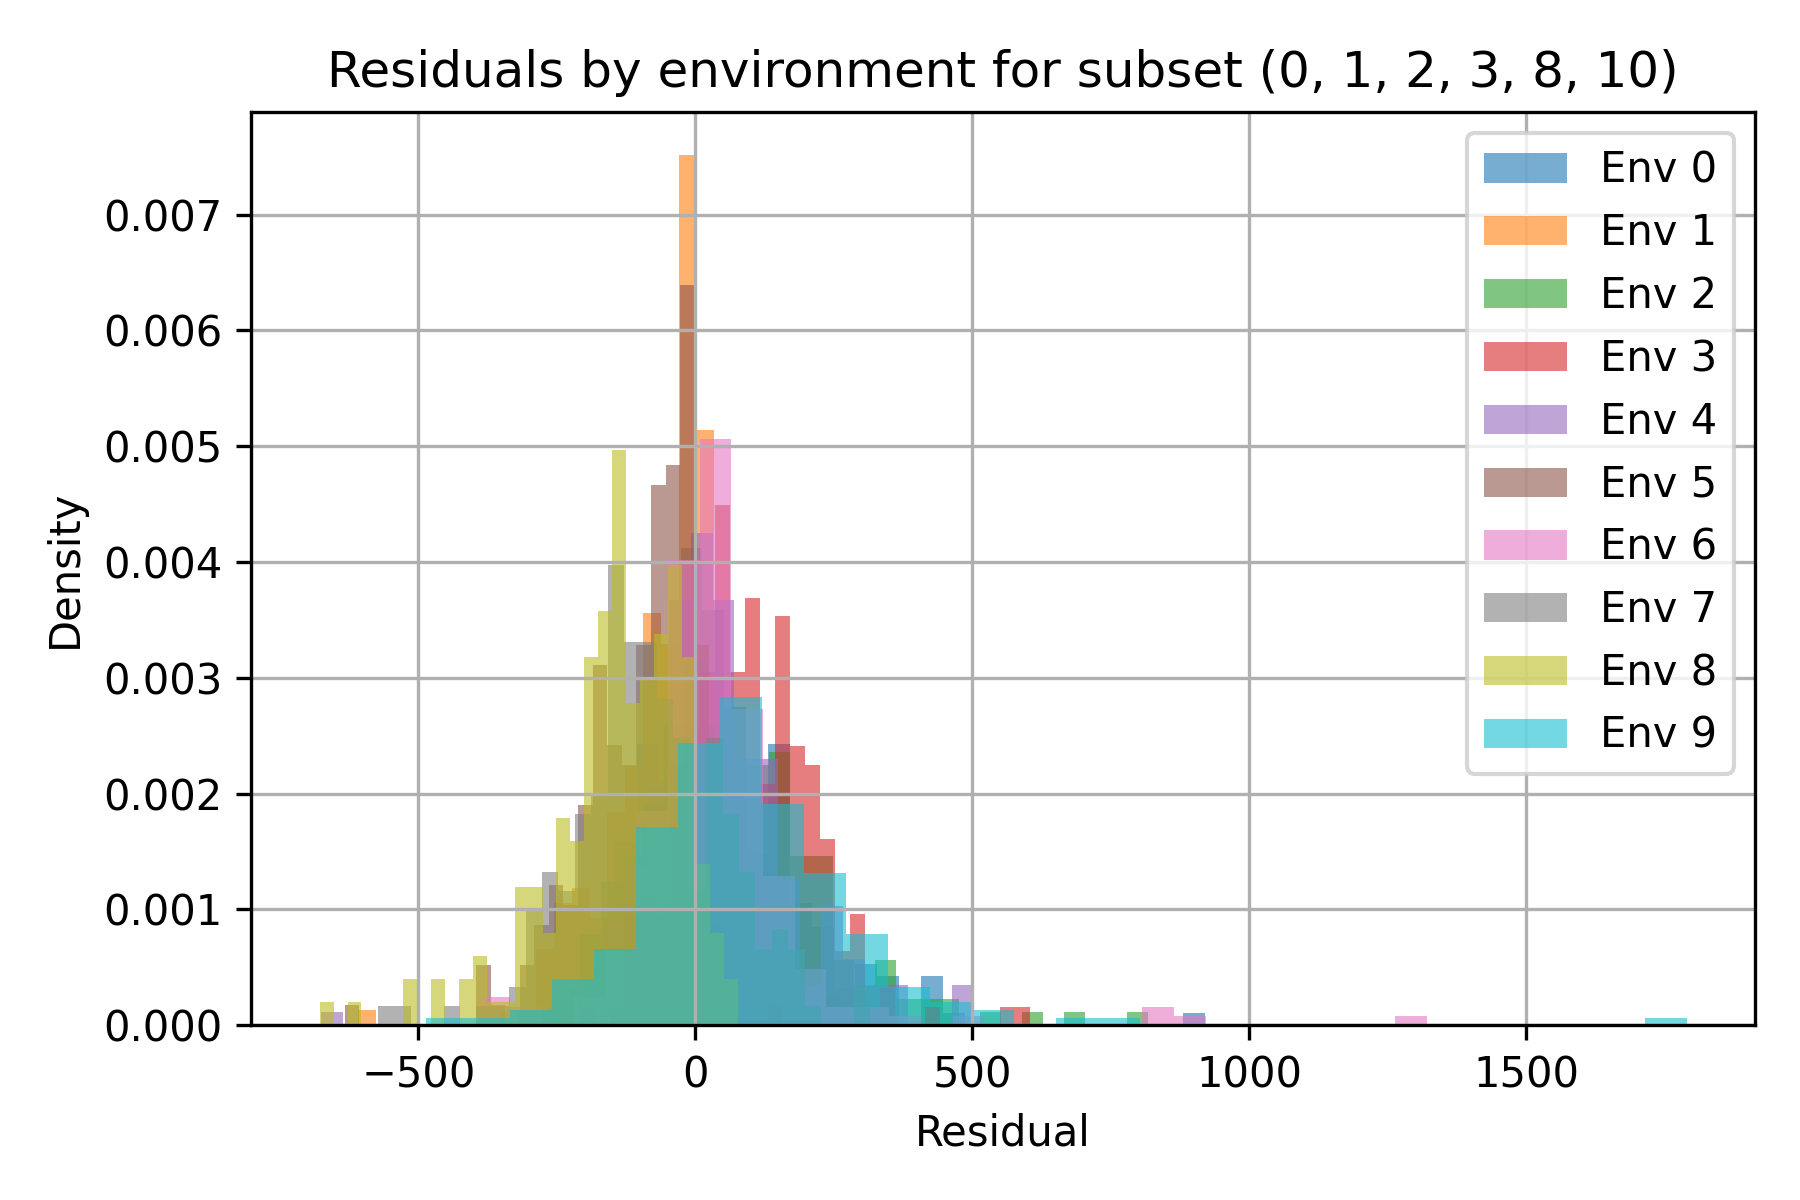 Residuals by environment for subset (0, 1, 2, 3, 8, 10)
Density
0.007
0.006
0.005
0.004
0.003
0.002
0.001
0.000
−500
0
500
1000
1500
Residual
Env 0
Env 1
Env 2
Env 3
Env 4
Env 5
Env 6
Env 7
Env 8
Env 9